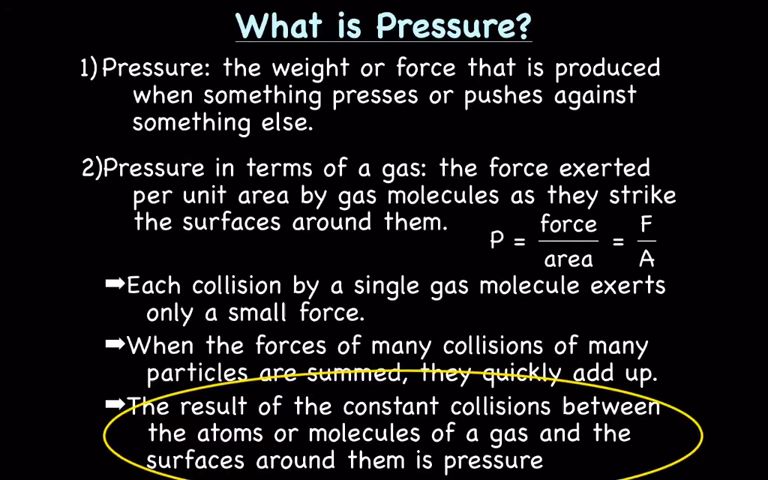 What is Pressure?
1) Pressure: the weight or force that is produced
when something presses or pushes against
something else.
2)Pressure in terms of a gas: the force exerted
per unit area by gas molecules as they strike
the surfaces around them.
P = force/area = F/A
➡Each collision by a single gas molecule exerts
only a small force.
➡When the forces of many collisions of many
particles are summed, they quickly add up.
➡The result of the constant collisions between
the atoms or molecules of a gas and the
surfaces around them is pressure